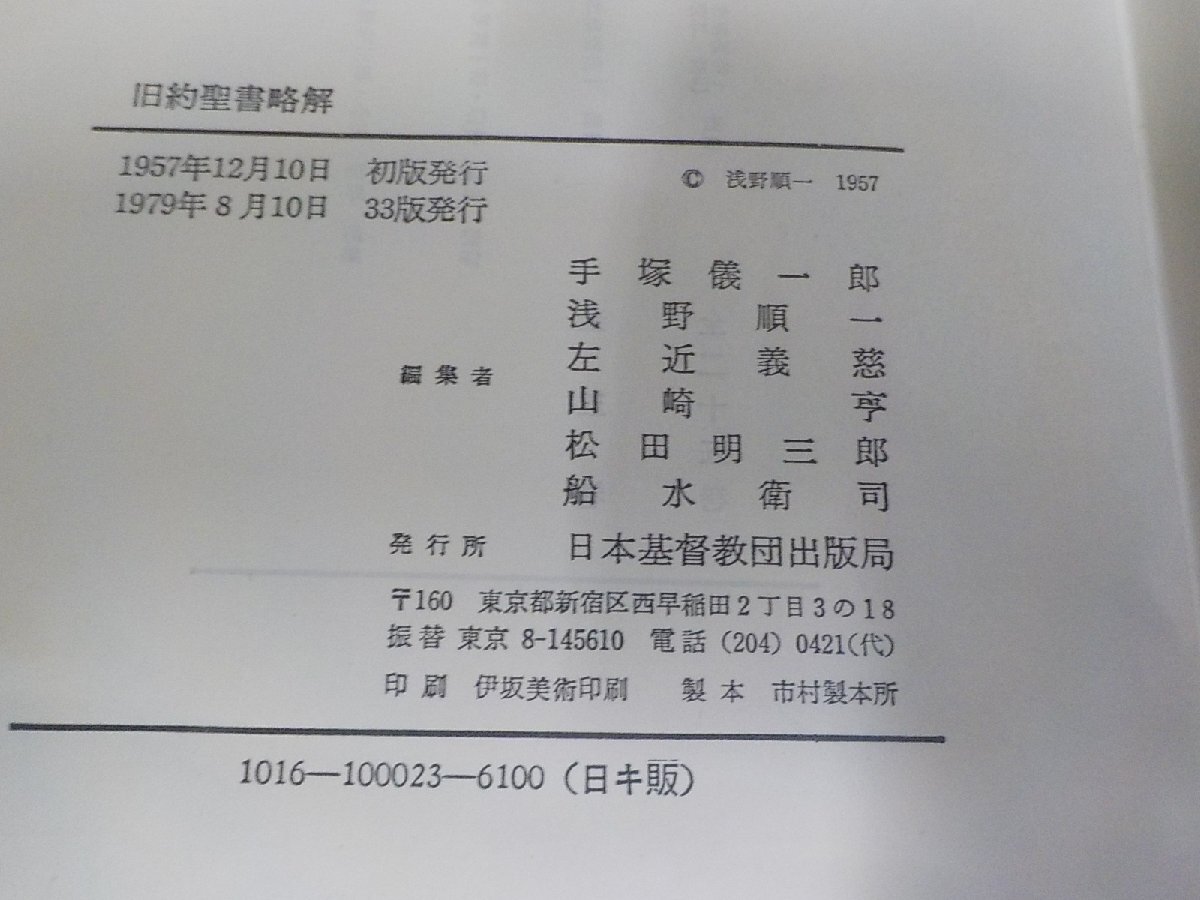 旧約聖書略解
1957年12月10日 初版発行
© 浅野順一 1957
1979年8月10日 33版発行
手塚儀一郎
浅野順一
左近義慈
編集者
山崎亨
松田明三郎
船水衛司
発行所 日本基督教団出版局
〒160 東京都新宿区西早稲田2丁目3の18
振替 東京 8-145610 電話 (204) 0421(代)
印刷 伊坂美術印刷 製本 市村製本所
1016—100023—6100 (日キ販)